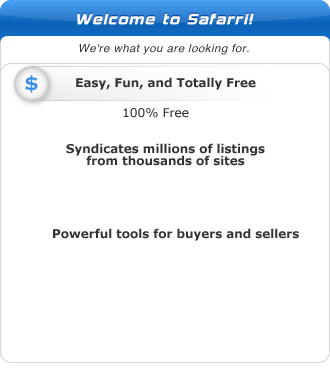 Welcome to Safarri!
We're what you are looking for.
$
Easy, Fun, and Totally Free
100% Free
Syndicates millions of listings
from thousands of sites
Powerful tools for buyers and sellers